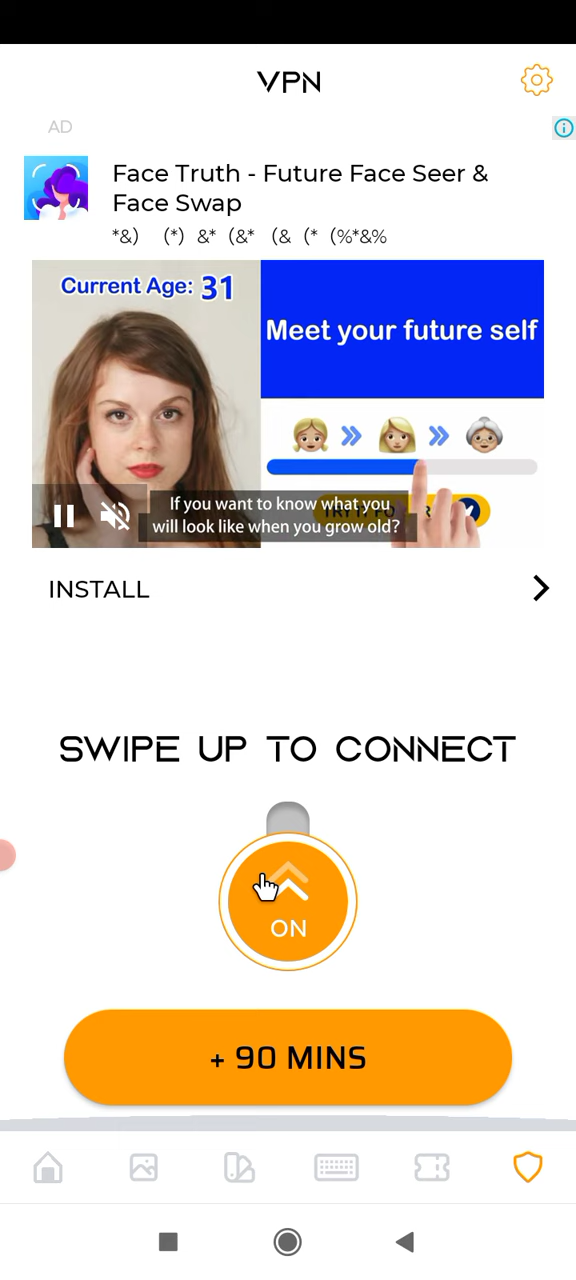 VPN
AD
Face Truth - Future Face Seer &
Face Swap
*&) (*) &* (&* (& (* (%*&%
Current Age: 31
Meet your future self
If you want to know what you
will look like when you grow old?
INSTALL
SWIPE UP TO CONNECT
ON
+ 90 MINS